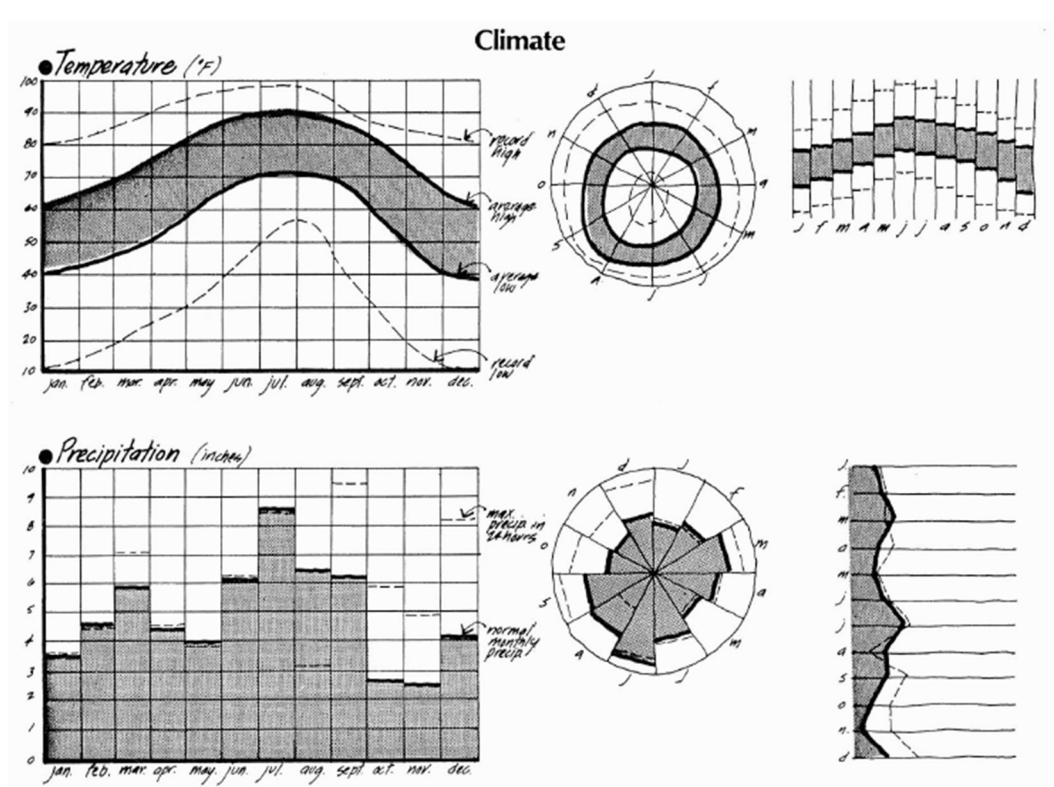 Climate
Temperature (°F)
100
90
80
70
60
50
40
30
20
10
jan. feb. mar. apr. may jun. jul. aug. sept. oct. nov. dec.
record high
average high
average low
record low
j
f
m
a
m
j
j
a
s
o
n
d
j f m a m j j a s o n d
Precipitation (inches)
10
9
8
7
6
5
4
3
2
1
0
jan. feb. mar. apr. may. jun. jul. aug. sept. oct. nov. dec.
max. precip. in 24 hours
normal monthly precip.
j
f
m
a
m
j
j
a
s
o
n
d
j
f.
m
a
m
j
j
a
s
o
n.
d